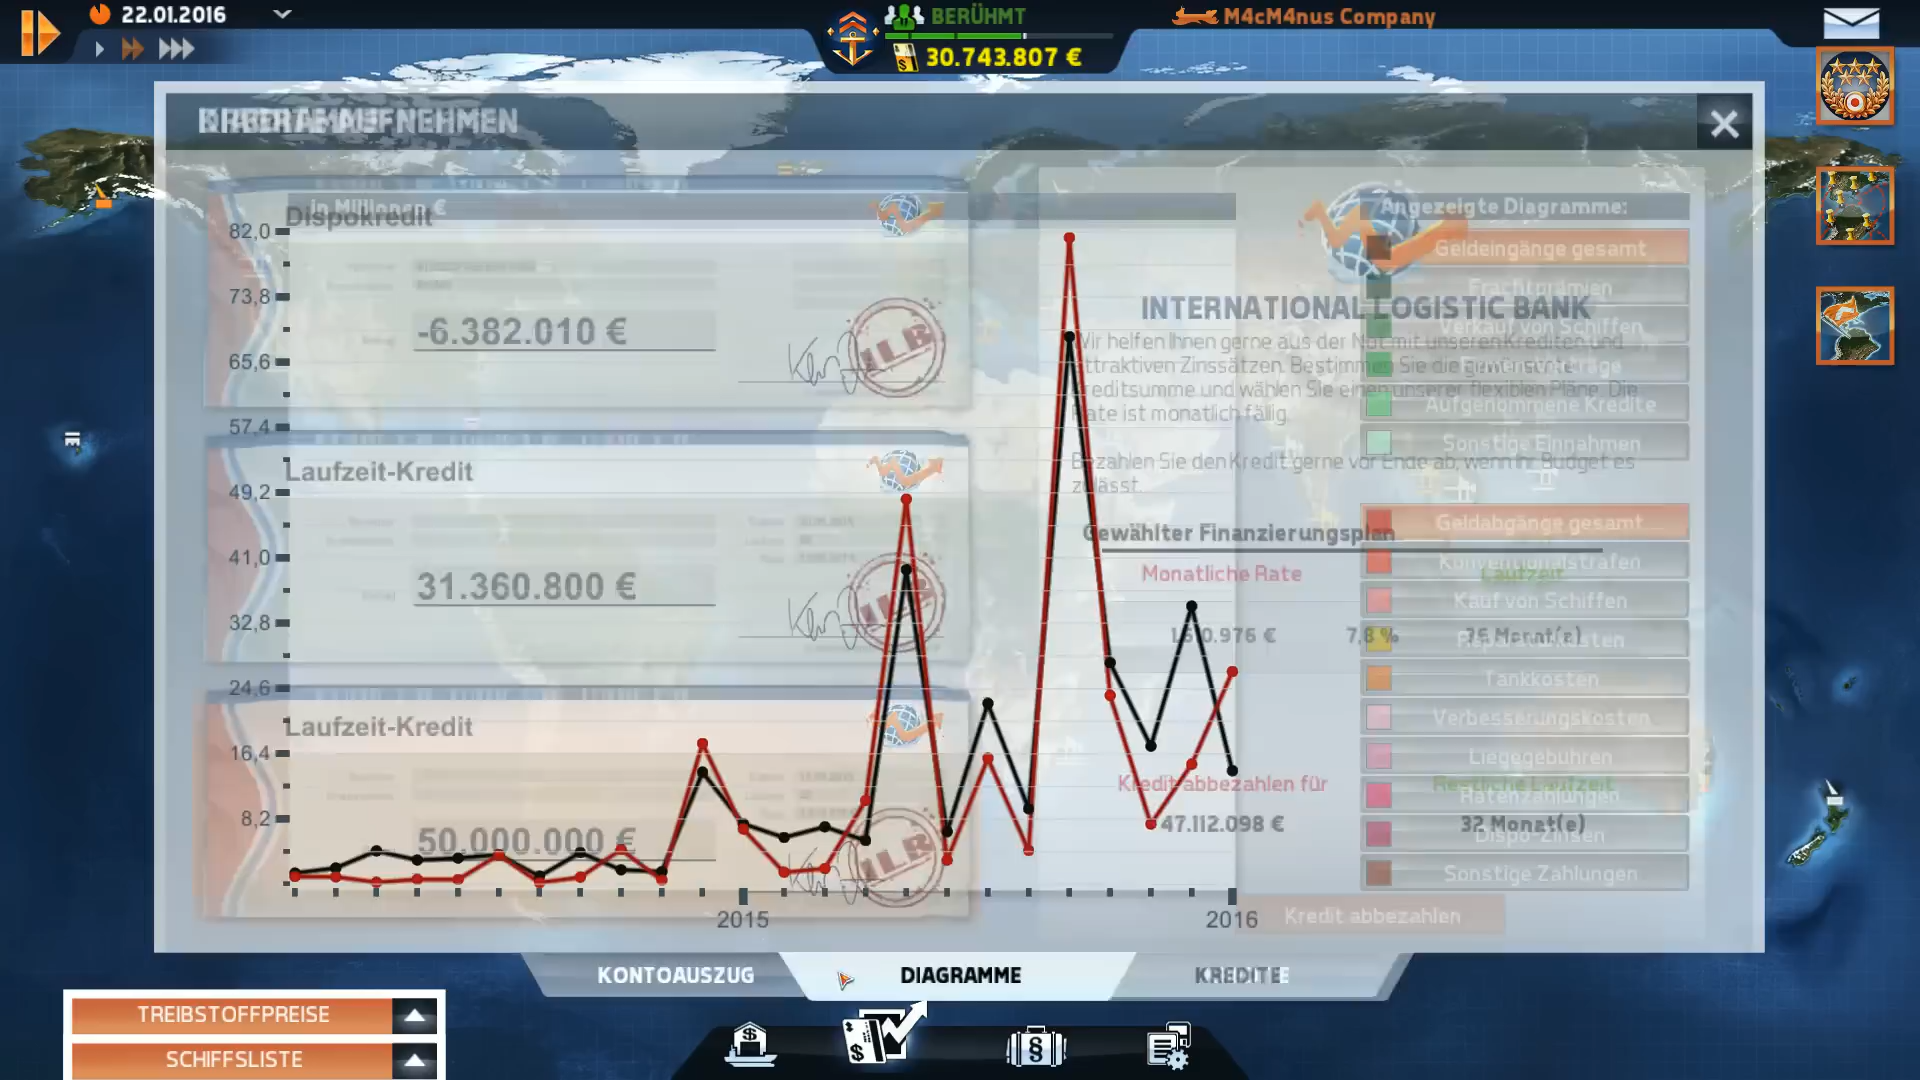 22.01.2016
BERÜHMT
30.743.807 €
M4cM4nus Company
DIAGRAMME
KREDIT AUFNEHMEN
in Millionen €
Dispokredit
-6.382.010 €
Laufzeit-Kredit
31.360.800 €
Laufzeit-Kredit
50.000.000 €
82,0
73,8
65,6
57,4
49,2
41,0
32,8
24,6
16,4
8,2
2015
2016
ILB
ILB
ILB
INTERNATIONAL LOGISTIC BANK
Wir helfen Ihnen gerne aus der Not mit unseren Krediten und
attraktiven Zinssätzen. Bestimmen Sie die gewünschte
Kreditsumme und wählen Sie einen unserer flexiblen Pläne. Die
Rate ist monatlich fällig.
Bezahlen Sie den Kredit gerne vor Ende ab, wenn Ihr Budget es
zulässt.
Gewählter Finanzierungsplan
Monatliche Rate
Laufzeit
7,8 %
36 Monat(e)
Kredit abbezahlen für
Restliche Laufzeit
47.112.098 €
32 Monat(e)
Kredit abbezahlen
Angezeigte Diagramme:
Geldeingänge gesamt
Frachtprämien
Verkauf von Schiffen
Aufgenommene Kredite
Sonstige Einnahmen
Geldabgänge gesamt
Konventionalstrafen
Kauf von Schiffen
Reparaturkosten
Tankkosten
Verbesserungskosten
Liegegebühren
Ratenzahlungen
Dispo-Zinsen
Sonstige Zahlungen
KONTOAUSZUG
DIAGRAMME
KREDITE
TREIBSTOFFPREISE
SCHIFFSLISTE